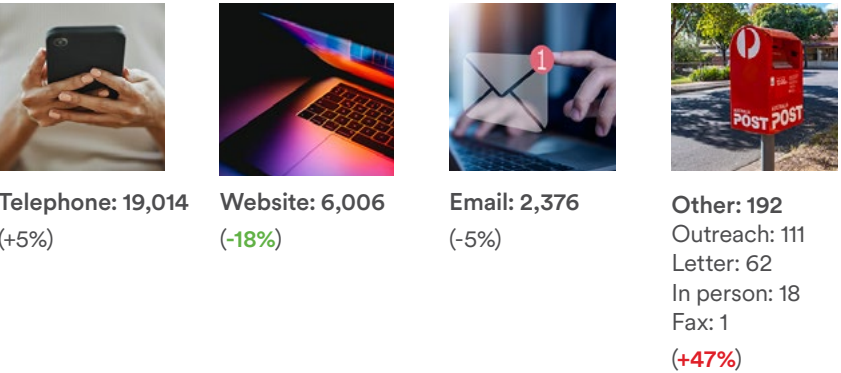 1
POST POST
Telephone: 19,014
(+5%)
Website: 6,006
(-18%)
Email: 2,376
(-5%)
Other: 192
Outreach: 111
Letter: 62
In person: 18
Fax: 1
(+47%)